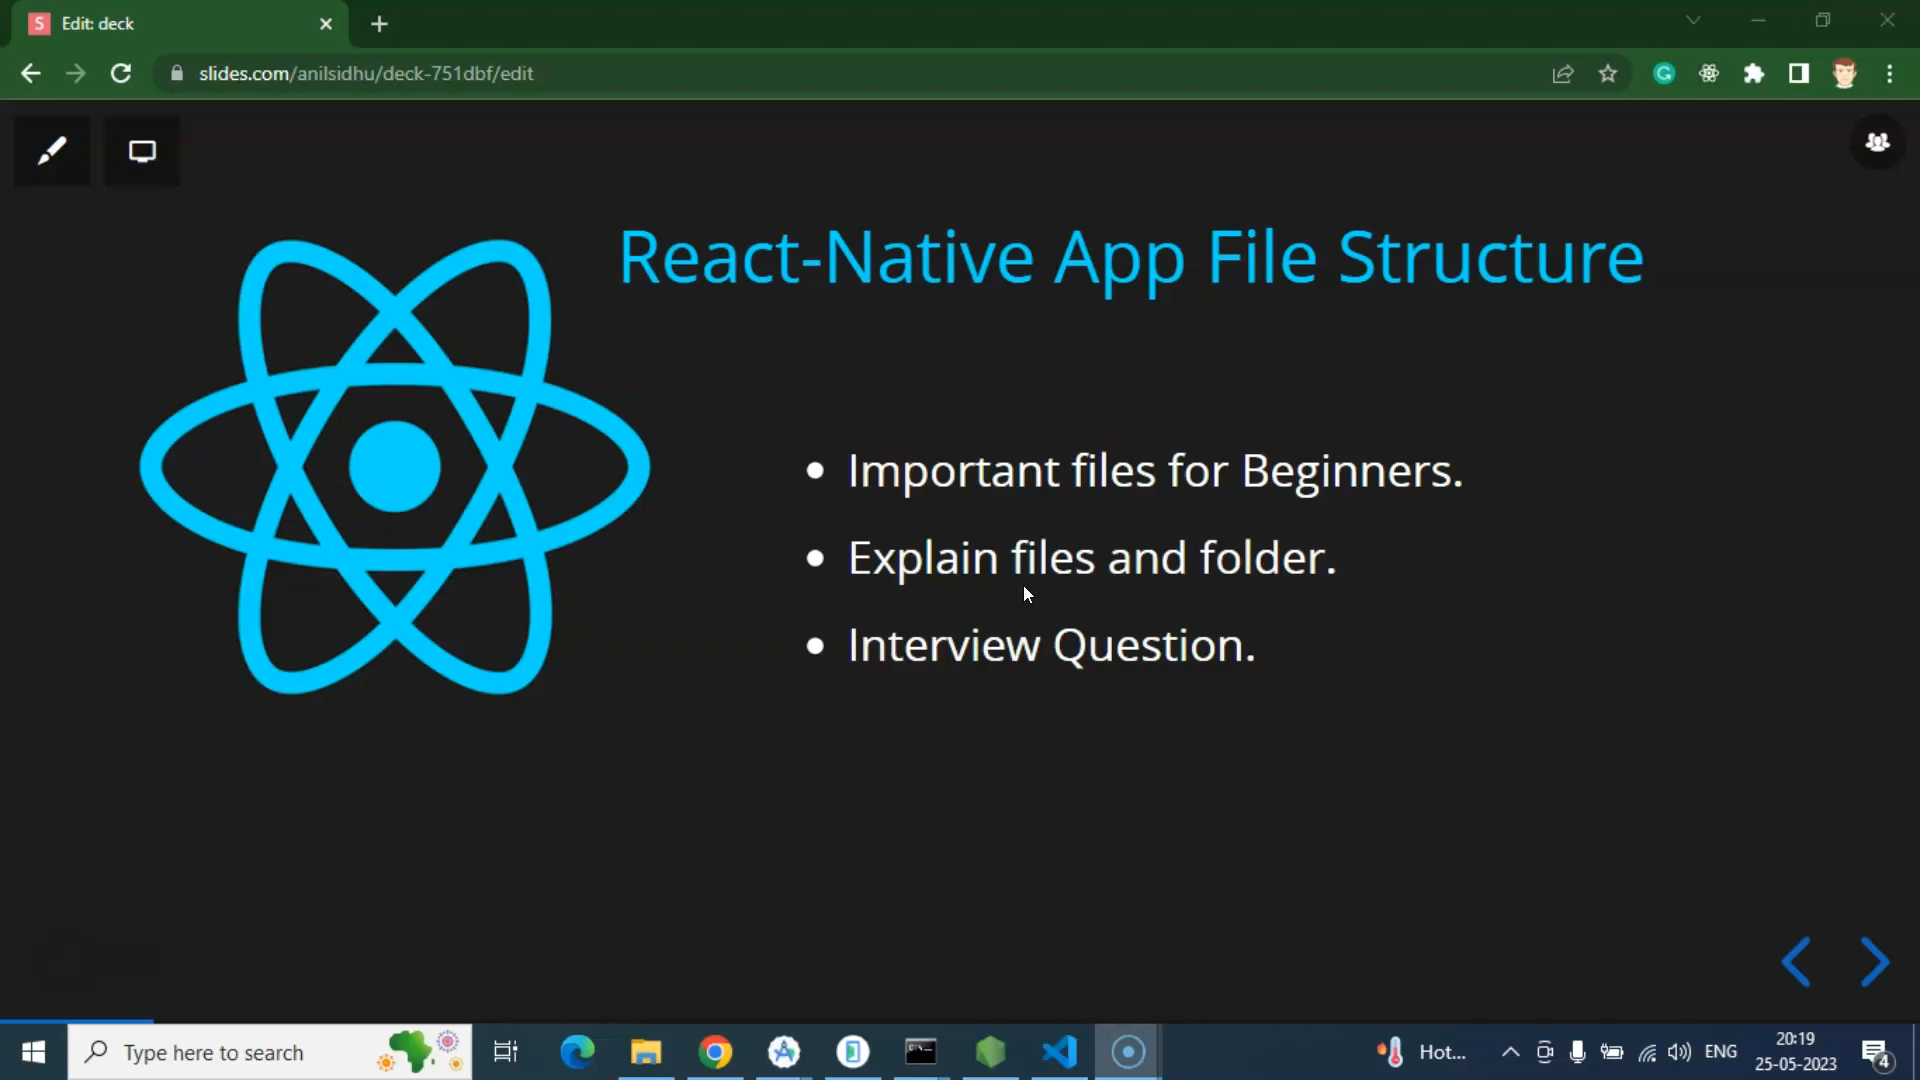 S Edit: deck
slides.com/anilsidhu/deck-751dbf/edit
G
React-Native App File Structure
Important files for Beginners.
Explain files and folder.
Interview Question.
Type here to search
Hot...
ENG
20:19
25-05-2023
4